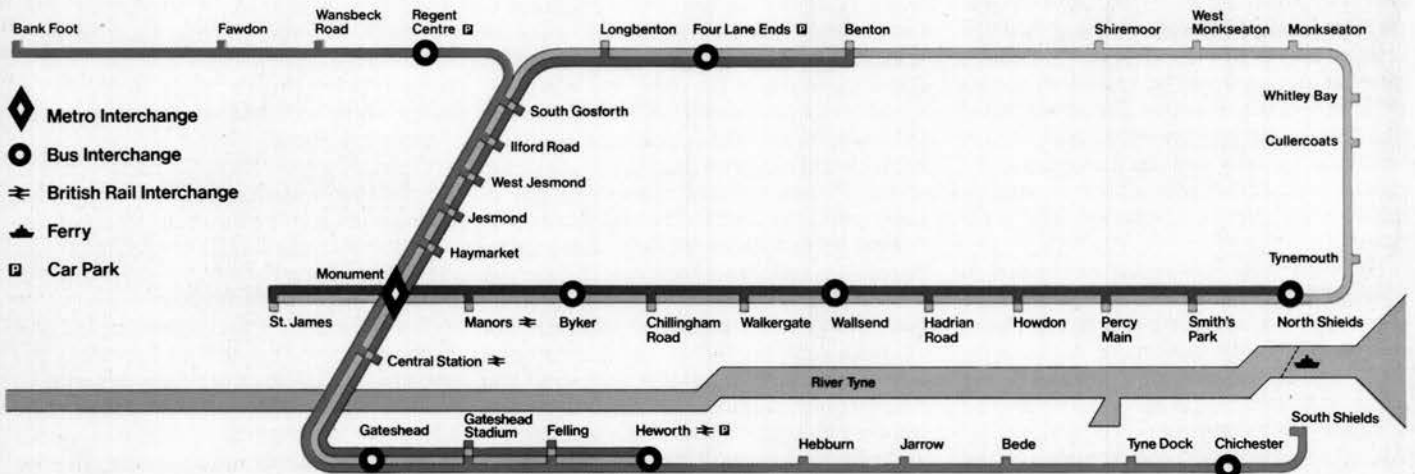 Bank Foot
Fawdon
Wansbeck
Road
Regent
Centre P
Longbenton
Four Lane Ends P
Benton
Shiremoor
West
Monkseaton
Monkseaton
Metro Interchange
Bus Interchange
British Rail Interchange
Ferry
P Car Park
South Gosforth
Ilford Road
West Jesmond
Jesmond
Haymarket
Whitley Bay
Cullercoats
Tynemouth
Monument
St. James
Manors
Byker
Chillingham
Road
Walkergate
Wallsend
Hadrian
Road
Howdon
Percy
Main
Smith's
Park
North Shields
Central Station
River Tyne
Gateshead
Gateshead
Stadium
Felling
Heworth P
Hebburn
Jarrow
Bede
Tyne Dock
Chichester
South Shields